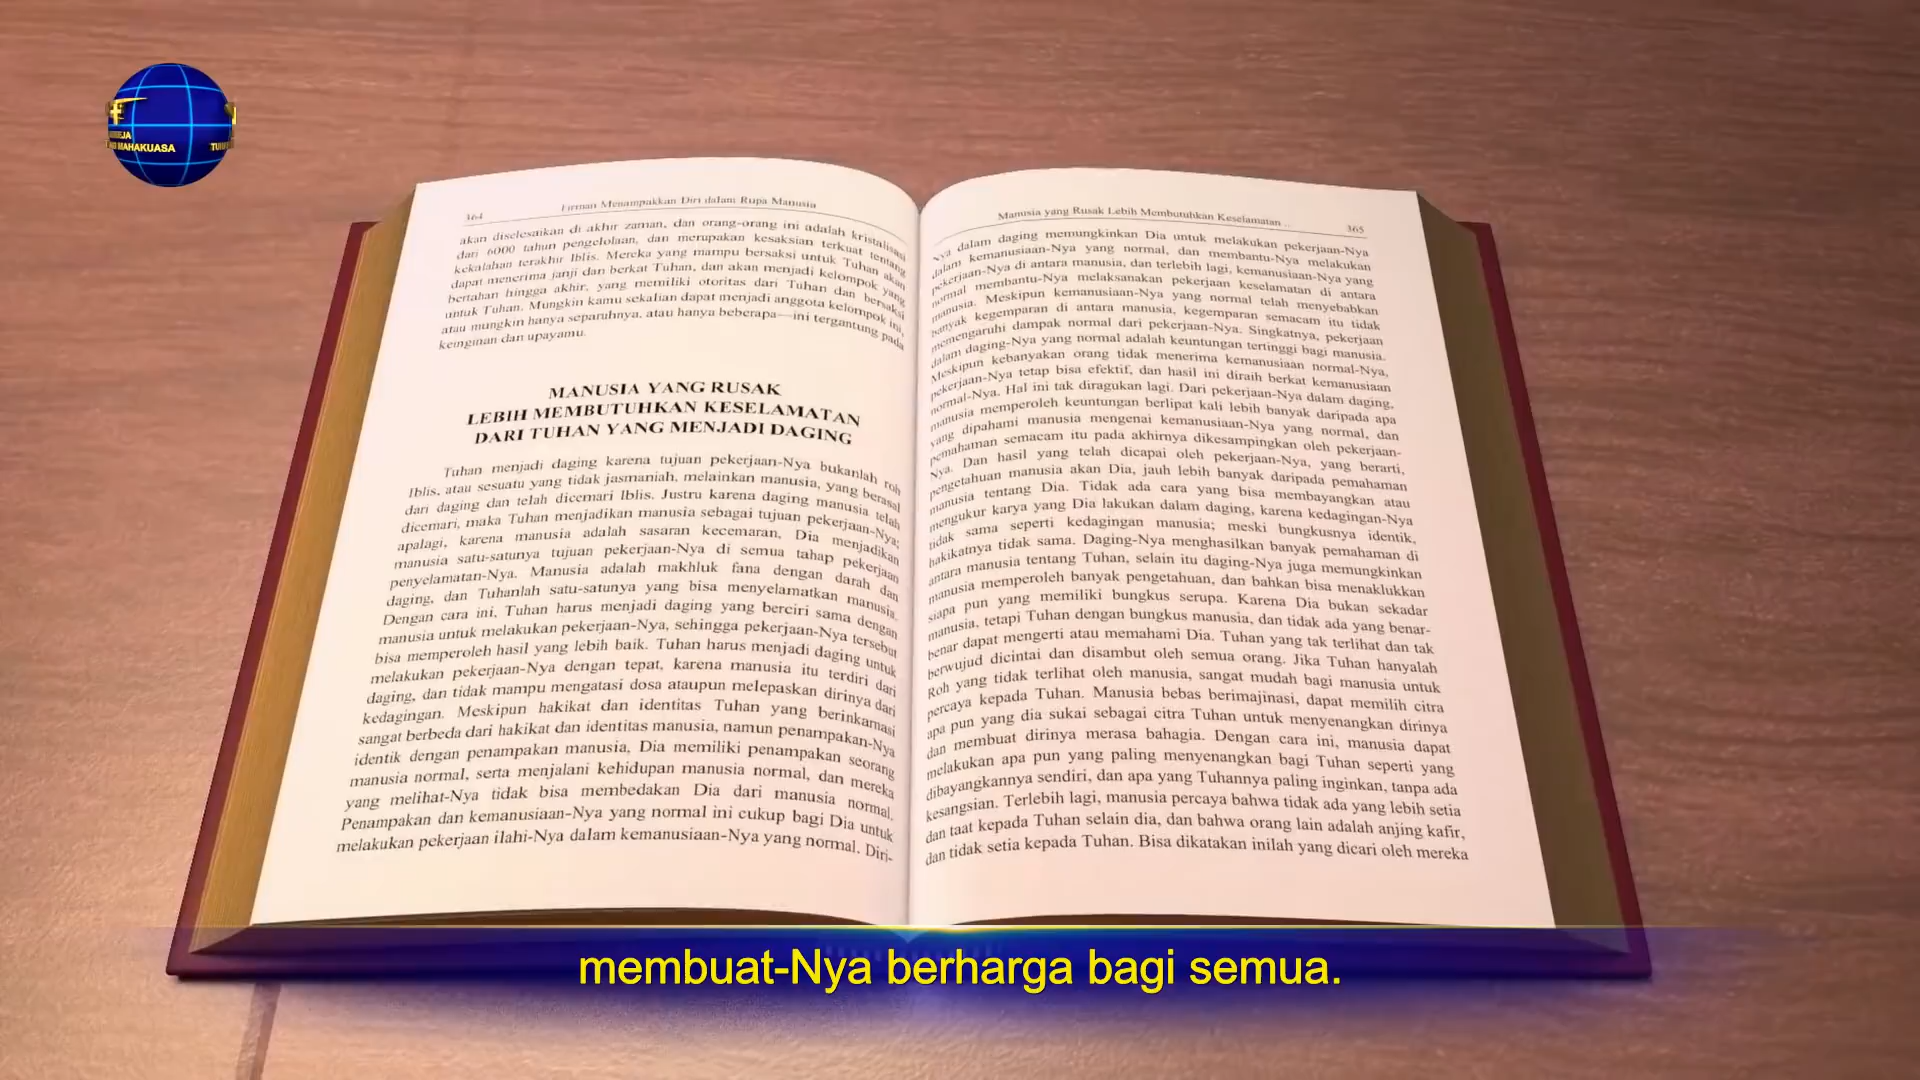 EJA
MAHAKUASA
364
Firman Menampakkan Diri dalam Rupa Manusia
akan diselesaikan di akhir zaman, dan orang-orang ini adalah kristalisasi
dari 6000 tahun pengelolaan, dan merupakan kesaksian terkuat tentang
kekalahan terakhir Iblis. Mereka yang mampu bersaksi untuk Tuhan akan
dapat menerima janji dan berkat Tuhan, dan akan menjadi kelompok yang
bertahan hingga akhir, yang memiliki otoritas dari Tuhan dan bersaksi
untuk Tuhan. Mungkin kamu sekalian dapat menjadi anggota kelompok ini,
atau mungkin hanya separuhnya, atau hanya beberapa—ini tergantung pada
keinginan dan upayamu.
MANUSIA YANG RUSAK
LEBIH MEMBUTUHKAN KESELAMATAN
DARI TUHAN YANG MENJADI DAGING
Tuhan menjadi daging karena tujuan pekerjaan-Nya bukanlah roh
Iblis, atau sesuatu yang tidak jasmaniah, melainkan manusia, yang berasal
dari daging dan telah dicemari Iblis. Justru karena daging manusia telah
dicemari, maka Tuhan menjadikan manusia sebagai tujuan pekerjaan-Nya;
apalagi, karena manusia adalah sasaran kecemaran, Dia menjadikan
manusia satu-satunya tujuan pekerjaan-Nya di semua tahap pekerjaan
penyelamatan-Nya. Manusia adalah makhluk fana dengan darah dan
daging, dan Tuhanlah satu-satunya yang bisa menyelamatkan manusia.
Dengan cara ini, Tuhan harus menjadi daging yang berciri sama dengan
manusia untuk melakukan pekerjaan-Nya, sehingga pekerjaan-Nya tersebut
bisa memperoleh hasil yang lebih baik. Tuhan harus menjadi daging untuk
melakukan pekerjaan-Nya dengan tepat, karena manusia itu terdiri dari
daging, dan tidak mampu mengatasi dosa ataupun melepaskan dirinya dari
kedagingan. Meskipun hakikat dan identitas Tuhan yang berinkarnasi
sangat berbeda dari hakikat dan identitas manusia, namun penampakan-Nya
identik dengan penampakan manusia, Dia memiliki penampakan seorang
manusia normal, serta menjalani kehidupan manusia normal, dan mereka
yang melihat-Nya tidak bisa membedakan Dia dari manusia normal.
Penampakan dan kemanusiaan-Nya yang normal ini cukup bagi Dia untuk
melakukan pekerjaan ilahi-Nya dalam kemanusiaan-Nya yang normal. Diri-
Manusia yang Rusak Lebih Membutuhkan Keselamatan ...
365
Nya dalam daging memungkinkan Dia untuk melakukan pekerjaan-Nya
dalam kemanusiaan-Nya yang normal, dan membantu-Nya melakukan
pekerjaan-Nya di antara manusia, dan terlebih lagi, kemanusiaan-Nya yang
normal membantu-Nya melaksanakan pekerjaan keselamatan di antara
manusia. Meskipun kemanusiaan-Nya yang normal telah menyebabkan
banyak kegemparan di antara manusia, kegemparan semacam itu tidak
memengaruhi dampak normal dari pekerjaan-Nya. Singkatnya, pekerjaan
dalam daging-Nya yang normal adalah keuntungan tertinggi bagi manusia.
Meskipun kebanyakan orang tidak menerima kemanusiaan normal-Nya,
pekerjaan-Nya tetap bisa efektif, dan hasil ini diraih berkat kemanusiaan
normal-Nya. Hal ini tak diragukan lagi. Dari pekerjaan-Nya dalam daging,
manusia memperoleh keuntungan berlipat kali lebih banyak daripada apa
yang dipahami manusia mengenai kemanusiaan-Nya yang normal, dan
pemahaman semacam itu pada akhirnya dikesampingkan oleh pekerjaan-
Nya. Dan hasil yang telah dicapai oleh pekerjaan-Nya, yang berarti,
pengetahuan manusia akan Dia, jauh lebih banyak daripada pemahaman
manusia tentang Dia. Tidak ada cara yang bisa membayangkan atau
mengukur karya yang Dia lakukan dalam daging, karena kedagingan-Nya
tidak sama seperti kedagingan manusia; meski bungkusnya identik,
hakikatnya tidak sama. Daging-Nya menghasilkan banyak pemahaman di
antara manusia tentang Tuhan, selain itu daging-Nya juga memungkinkan
manusia memperoleh banyak pengetahuan, dan bahkan bisa menaklukkan
siapa pun yang memiliki bungkus serupa. Karena Dia bukan sekadar
manusia, tetapi Tuhan dengan bungkus manusia, dan tidak ada yang benar-
benar dapat mengerti atau memahami Dia. Tuhan yang tak terlihat dan tak
berwujud dicintai dan disambut oleh semua orang. Jika Tuhan hanyalah
Roh yang tidak terlihat oleh manusia, sangat mudah bagi manusia untuk
percaya kepada Tuhan. Manusia bebas berimajinasi, dapat memilih citra
apa pun yang dia sukai sebagai citra Tuhan untuk menyenangkan dirinya
dan membuat dirinya merasa bahagia. Dengan cara ini, manusia dapat
melakukan apa pun yang paling menyenangkan bagi Tuhan seperti yang
dibayangkannya sendiri, dan apa yang Tuhannya paling inginkan, tanpa ada
kesangsian. Terlebih lagi, manusia percaya bahwa tidak ada yang lebih setia
dan taat kepada Tuhan selain dia, dan bahwa orang lain adalah anjing kafir,
dan tidak setia kepada Tuhan. Bisa dikatakan inilah yang dicari oleh mereka
membuat-Nya berharga bagi semua.